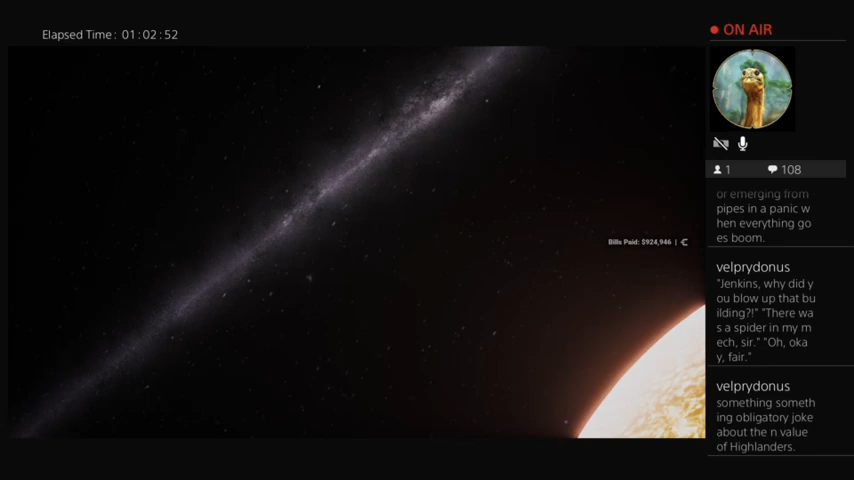 Elapsed Time: 01:02:52
ON AIR
1 108
or emerging from
pipes in a panic w
hen everything go
es boom.
Bills Paid: $924,946 |
velprydonus
"Jenkins, why did y
ou blow up that bu
ilding?!" "There wa
s a spider in my m
ech, sir." "Oh, oka
y, fair."
velprydonus
something someth
ing obligatory joke
about the n value
of Highlanders.